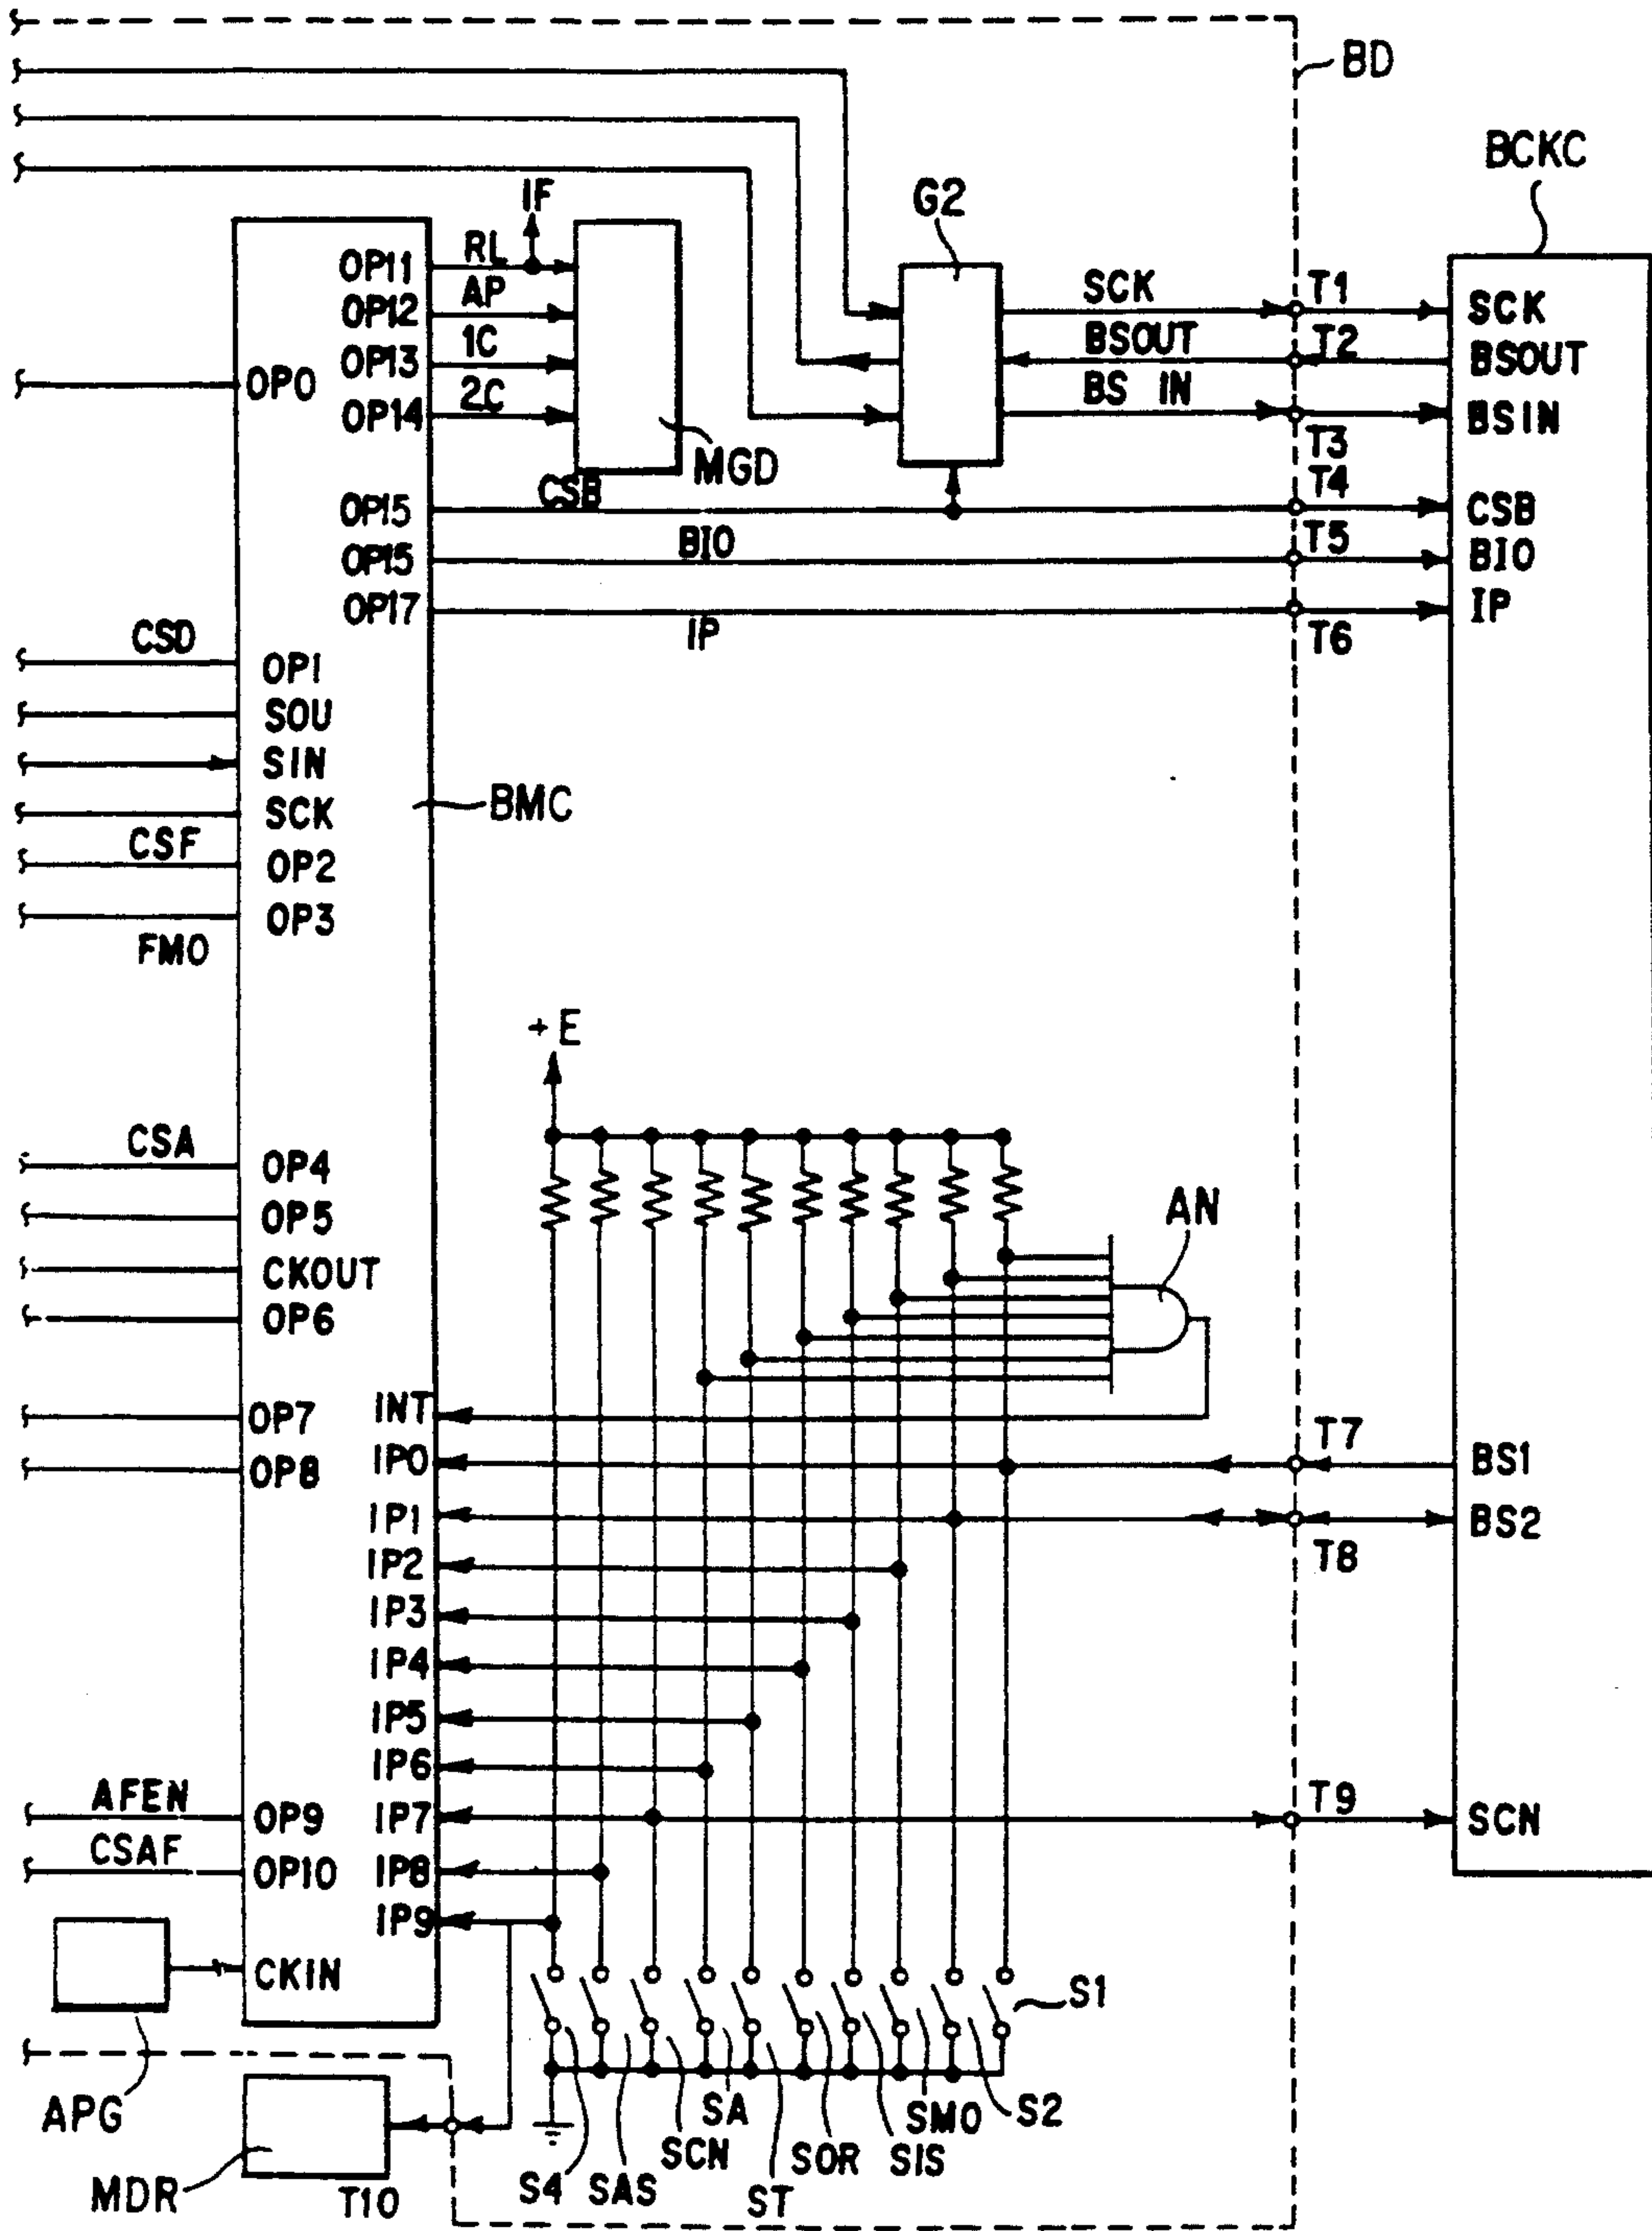 BD
BCKC
IF
G2
OP11
RL
OP12
AP
OP13
1C
OP14
2C
OP0
MGD
SCK
T1
SCK
BSOUT
T2
BSOUT
BS IN
T3
BSIN
OP15
CSB
T4
CSB
OP15
BIO
T5
BIO
OP17
IP
T6
IP
CSD
OP1
SOU
SIN
SCK
BMC
CSF
OP2
OP3
FMO
+E
CSA
OP4
OP5
CKOUT
OP6
AN
OP7
INT
OP8
IP0
T7
BS1
IP1
T8
BS2
IP2
IP3
IP4
IP5
IP6
AFEN
OP9
IP7
T9
SCN
CSAF
OP10
IP8
IP9
CKIN
S1
APG
SA
SMO
S2
SCN
SOR
SIS
MDR
T10
S4
SAS
ST